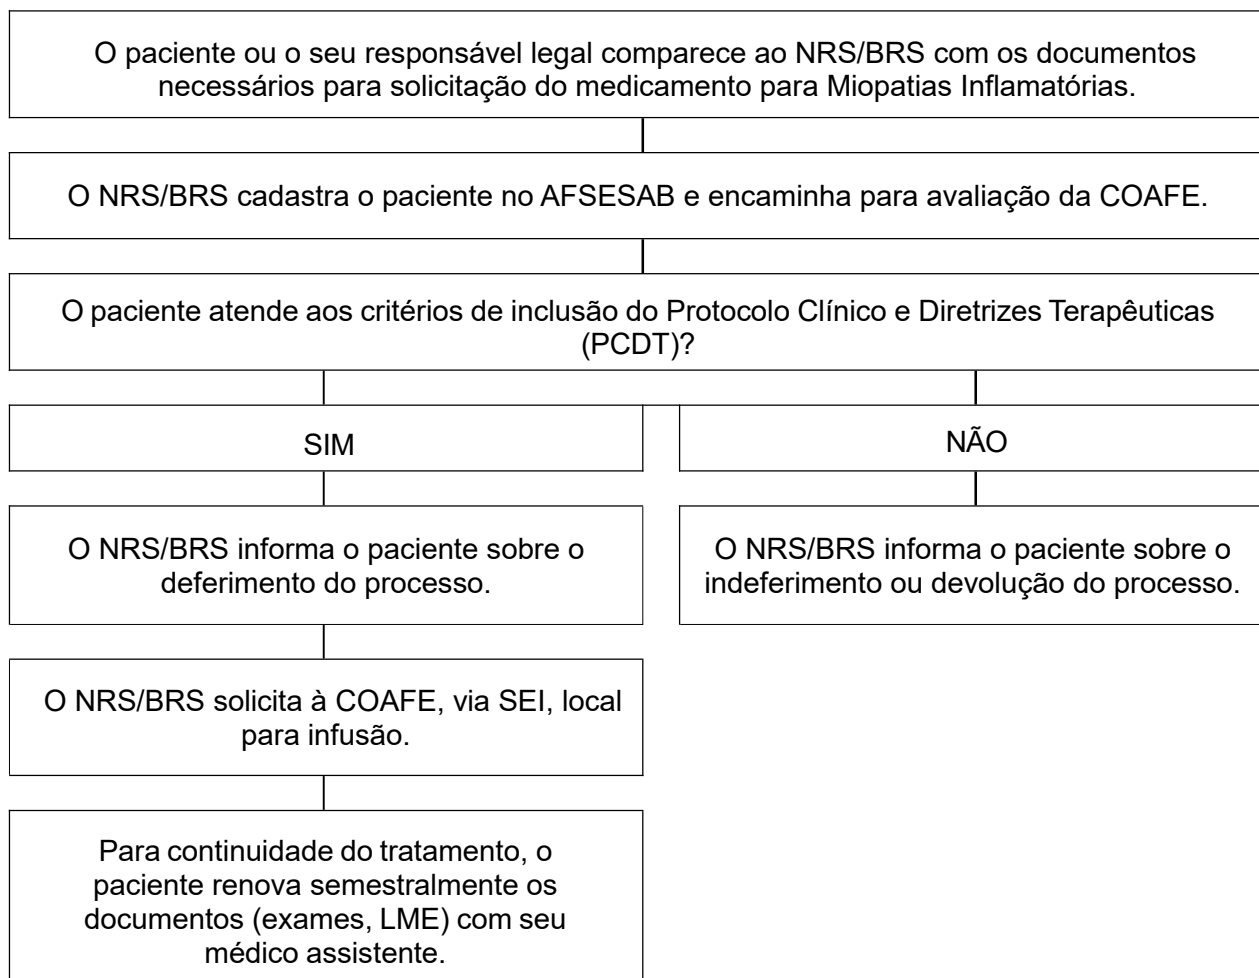 O paciente ou o seu responsável legal comparece ao NRS/BRS com os documentos
necessários para solicitação do medicamento para Miopatias Inflamatórias.
O NRS/BRS cadastra o paciente no AFSESAB e encaminha para avaliação da COAFE.
O paciente atende aos critérios de inclusão do Protocolo Clínico e Diretrizes Terapêuticas
(PCDT)?
SIM
NÃO
O NRS/BRS informa o paciente sobre o
deferimento do processo.
O NRS/BRS informa o paciente sobre o
indeferimento ou devolução do processo.
O NRS/BRS solicita à COAFE, via SEI, local
para infusão.
Para continuidade do tratamento, o
paciente renova semestralmente os
documentos (exames, LME) com seu
médico assistente.